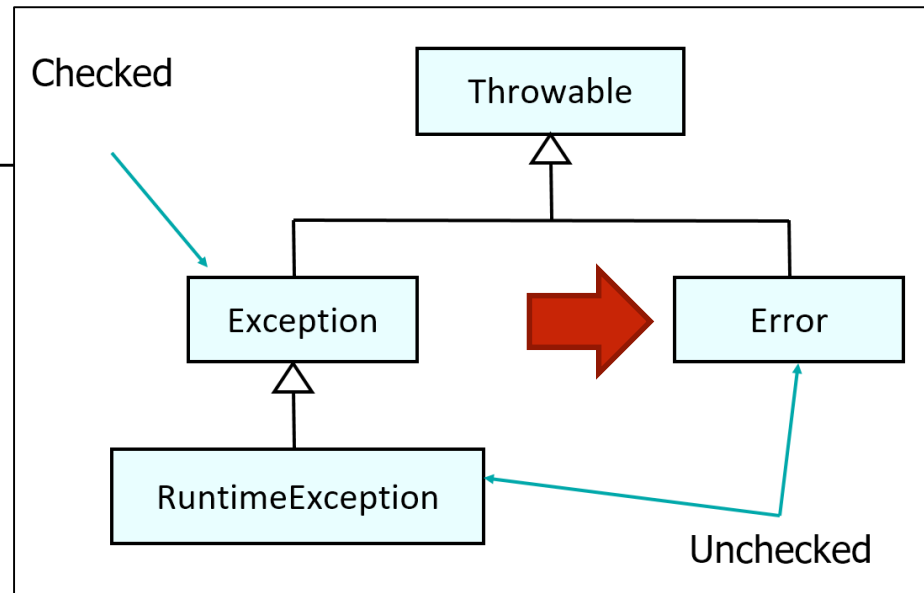 Checked
Throwable
Exception
Error
RuntimeException
Unchecked